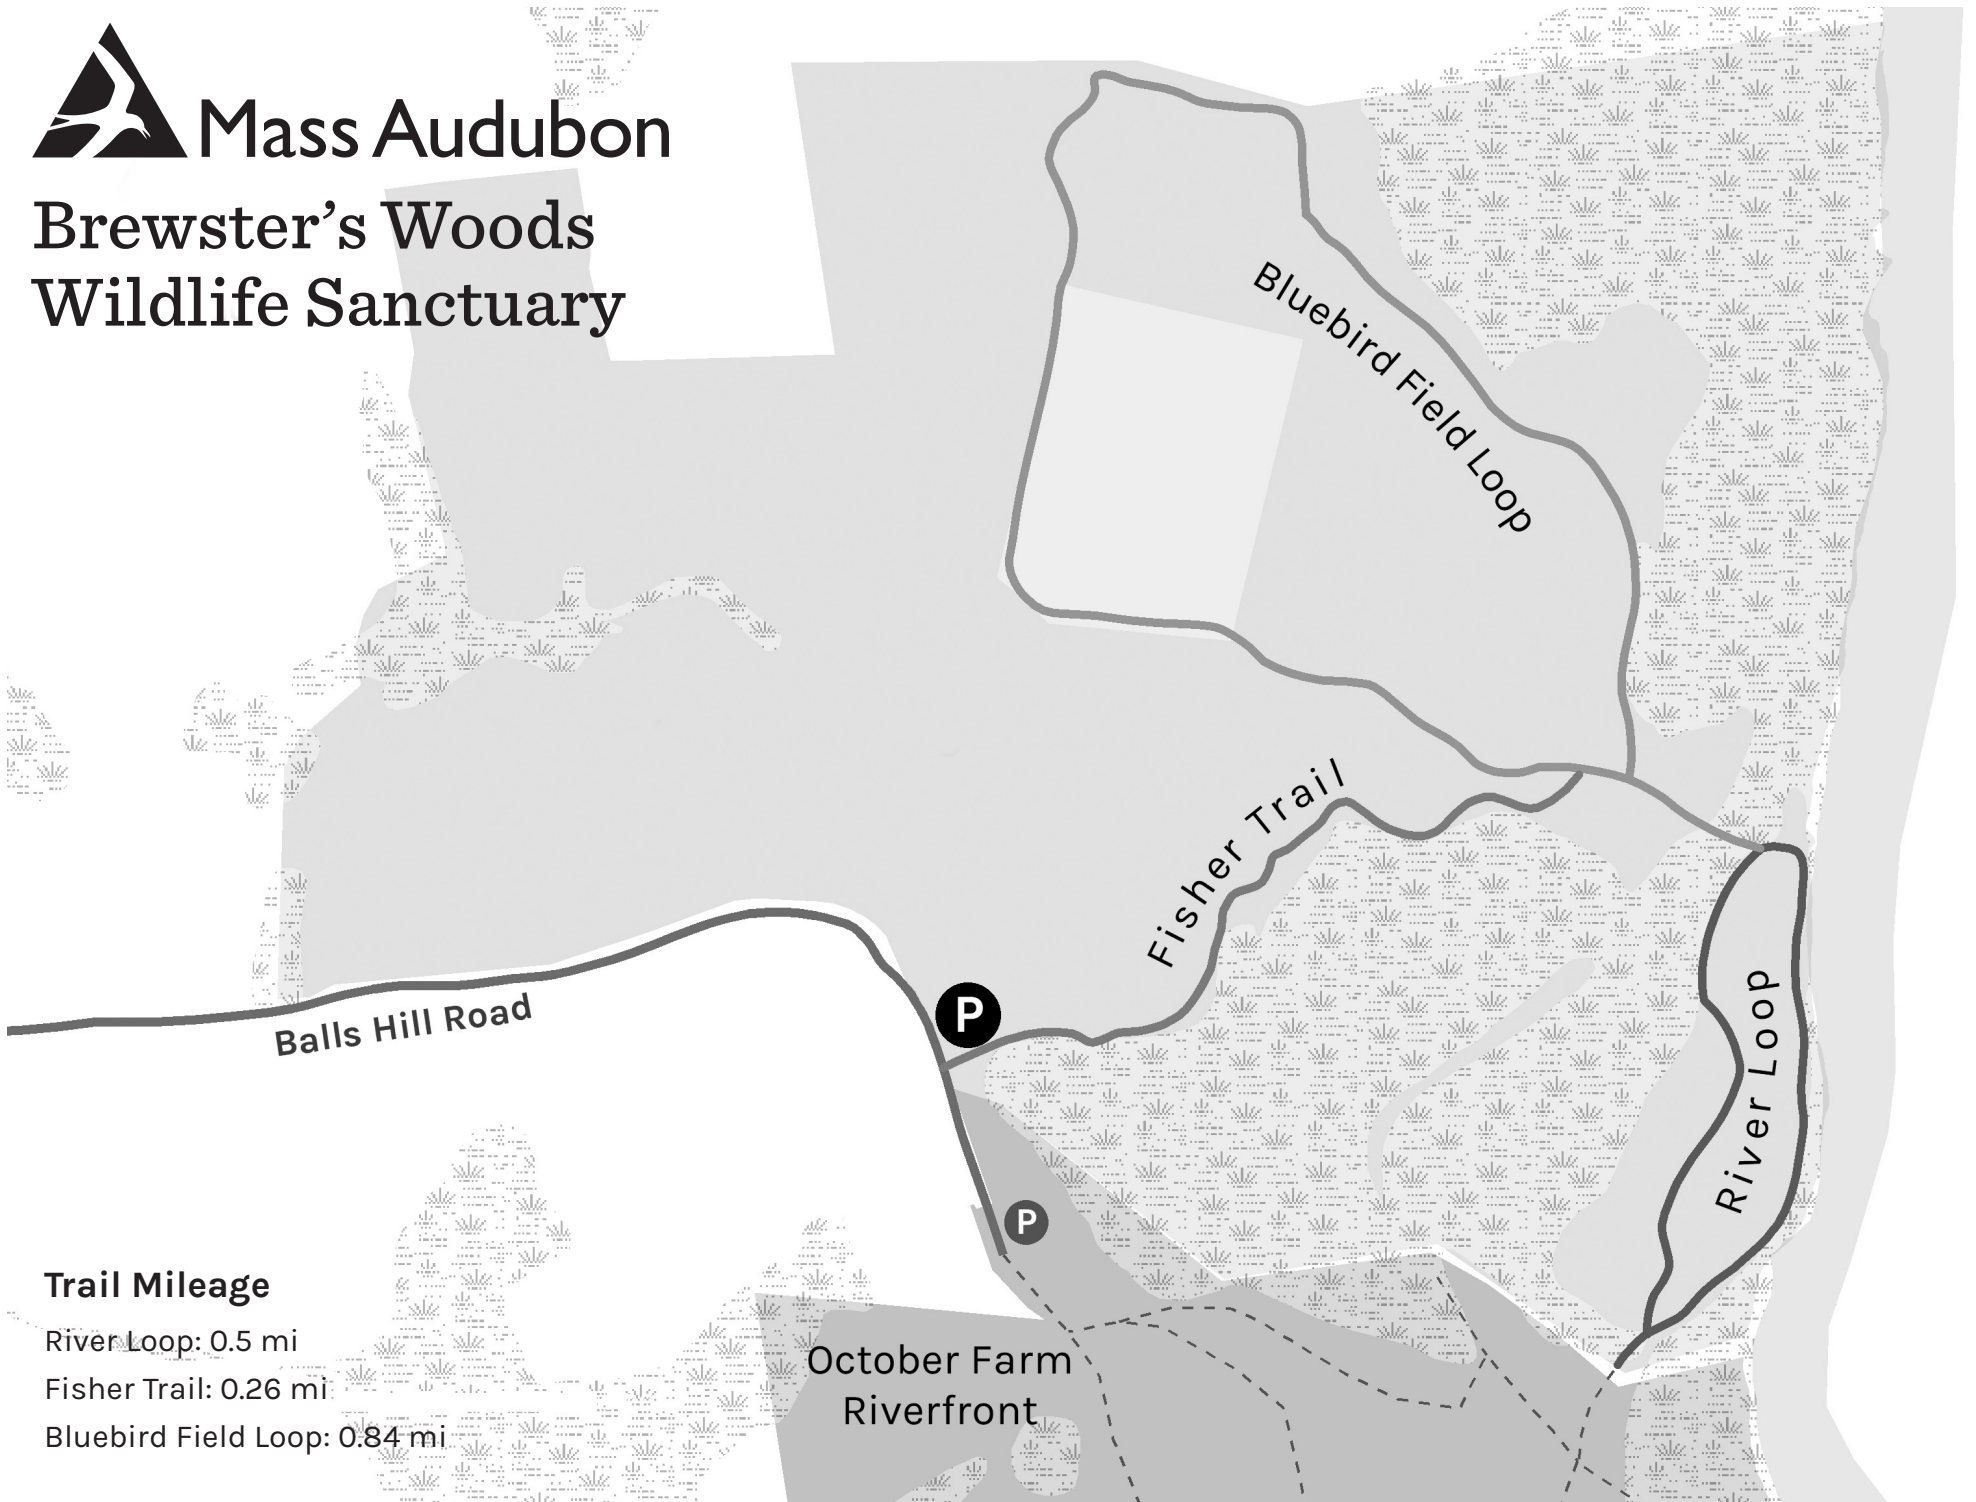 Mass Audubon
Brewster's Woods
Wildlife Sanctuary
Bluebird Field Loop
Fisher Trail
P
Balls Hill Road
River Loop
P
October Farm
Riverfront
Trail Mileage
River Loop: 0.5 mi
Fisher Trail: 0.26 mi
Bluebird Field Loop: 0.84 mi